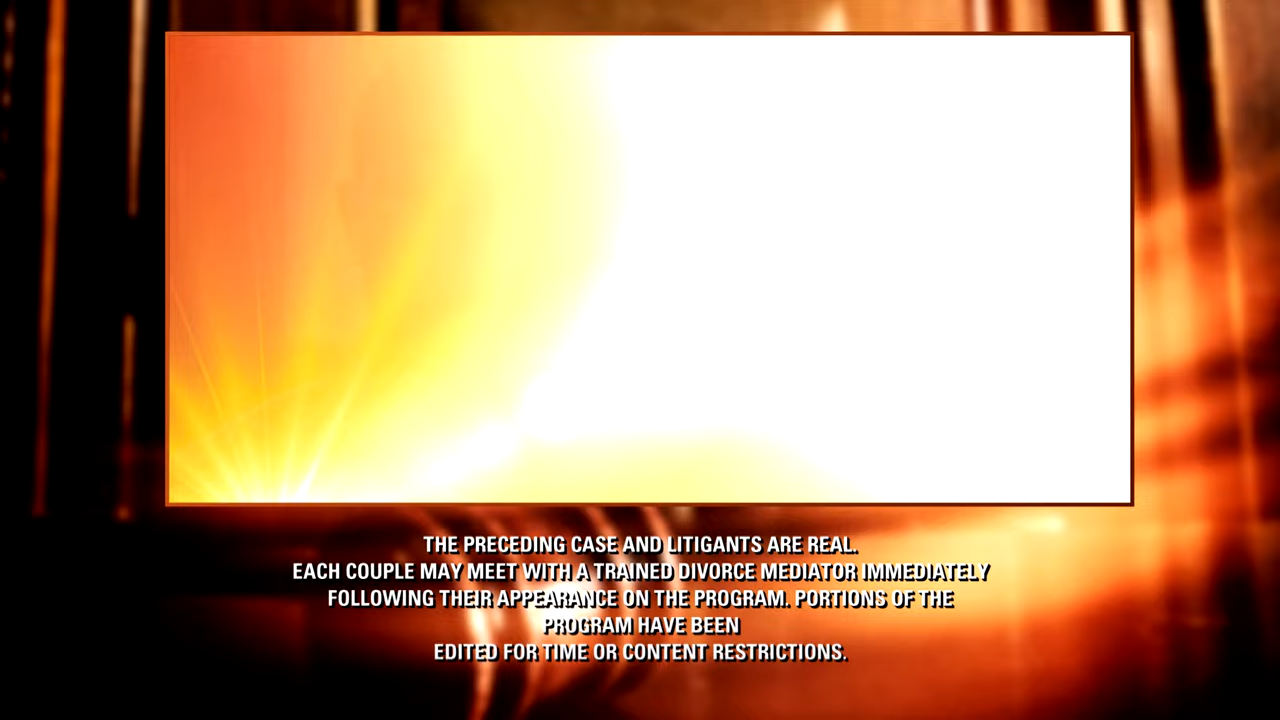 THE PRECEDING CASE AND LITIGANTS ARE REAL.
EACH COUPLE MAY MEET WITH A TRAINED DIVORCE MEDIATOR IMMEDIATELY
FOLLOWING THEIR APPEARANCE ON THE PROGRAM. PORTIONS OF THE
PROGRAM HAVE BEEN
EDITED FOR TIME OR CONTENT RESTRICTIONS.